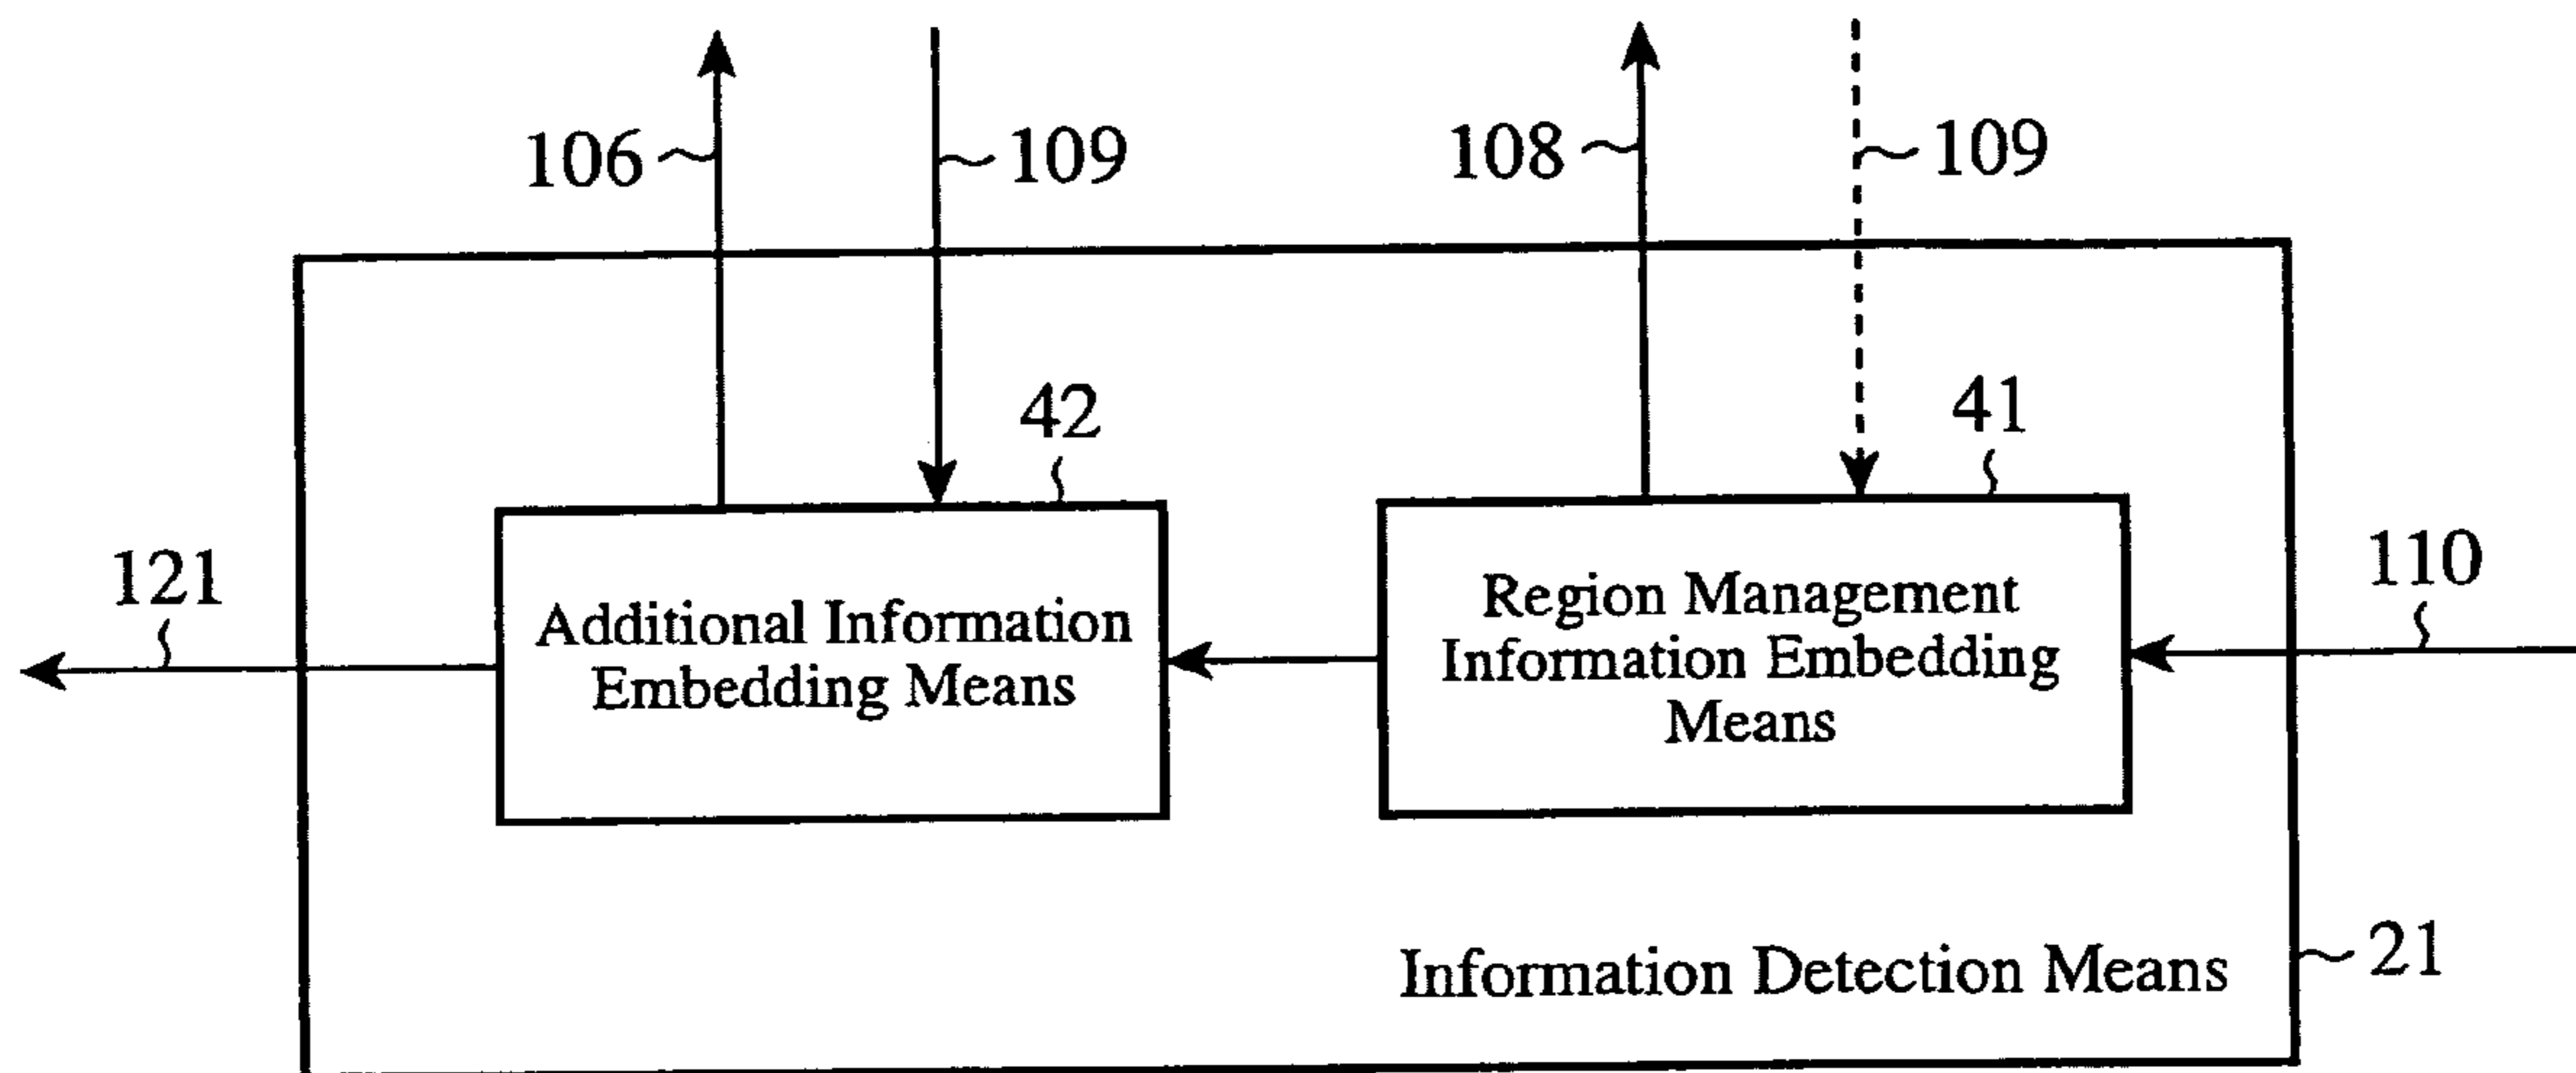 106
109
108
109
42
41
121
110
Additional Information
Embedding Means
Region Management
Information Embedding
Means
Information Detection Means
21